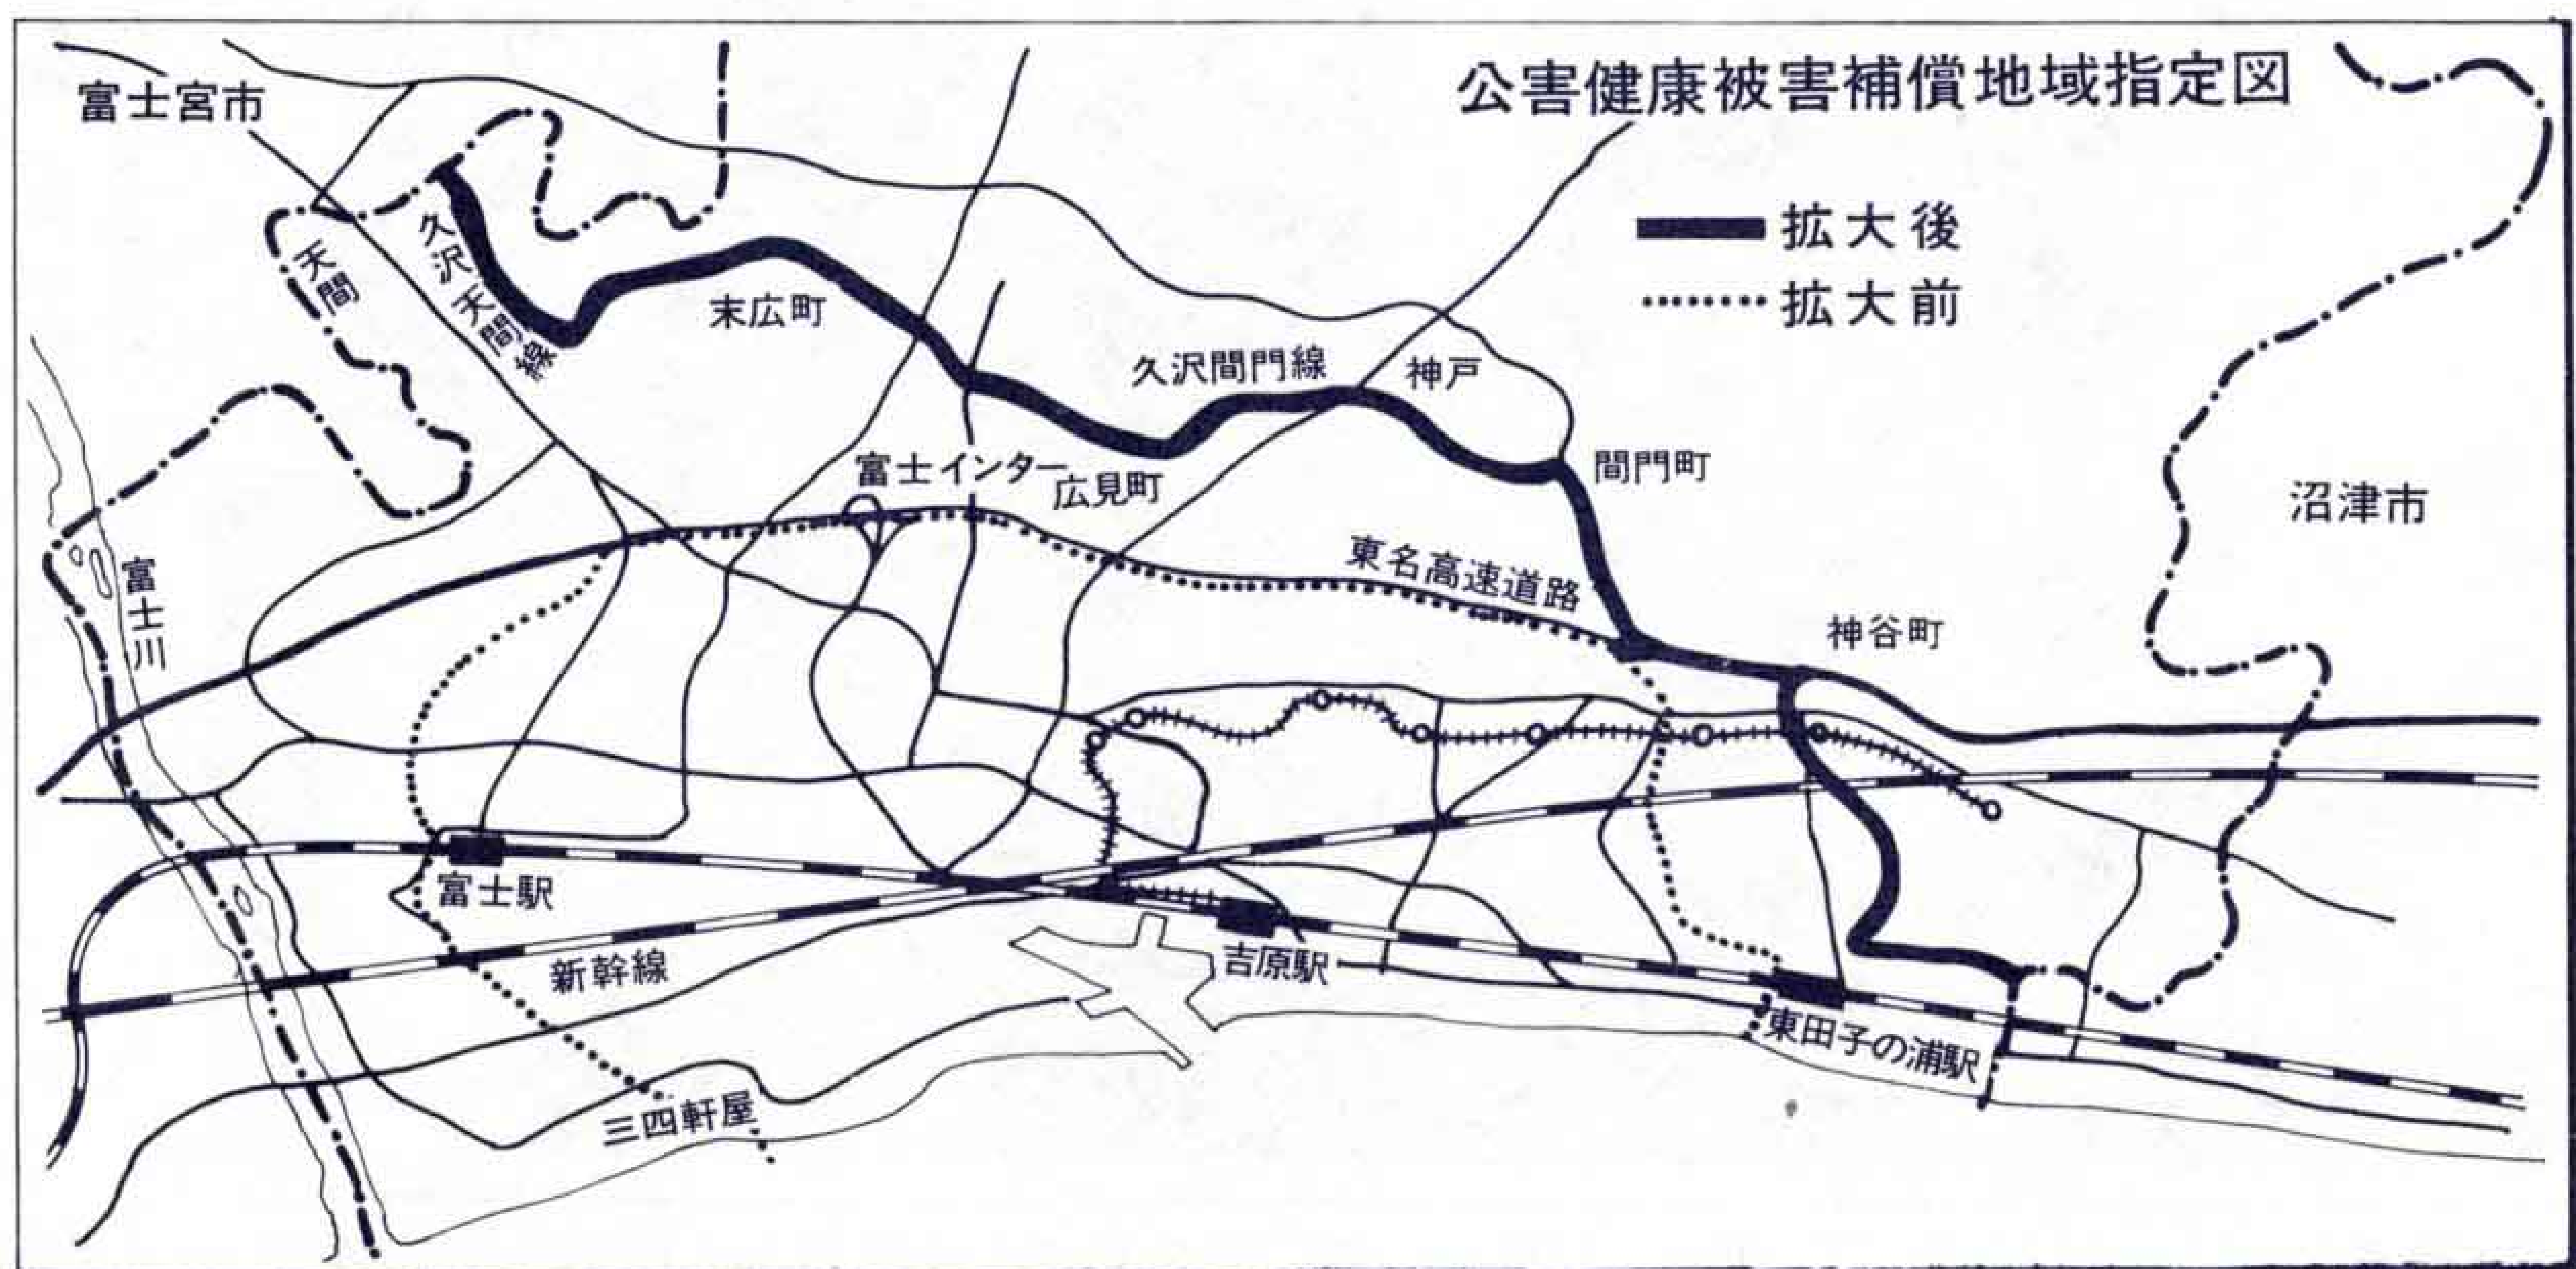 公害健康被害補償地域指定図
富士宮市
拡大後
拡大前
久沢天間線
天間
末広町
久沢間門線
神戸
富士インター
広見町
間門町
沼津市
東名高速道路
富士川
神谷町
富士駅
新幹線
吉原駅
東田子の浦駅
三四軒屋